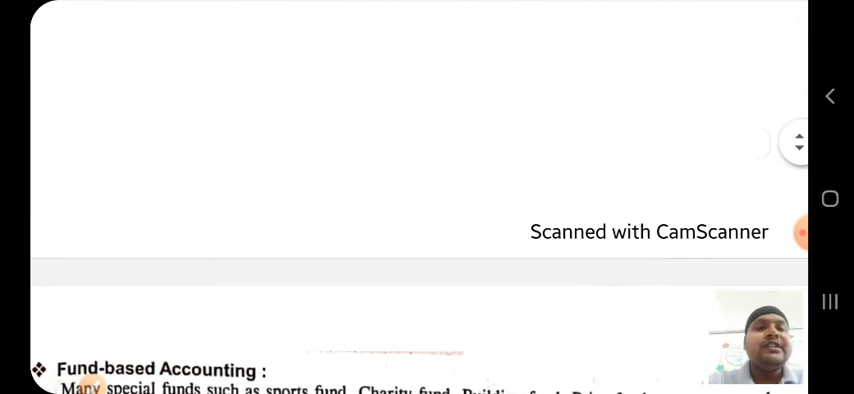 Scanned with CamScanner
❖ Fund-based Accounting :
Many special funds such as sports fund, Charity fund,